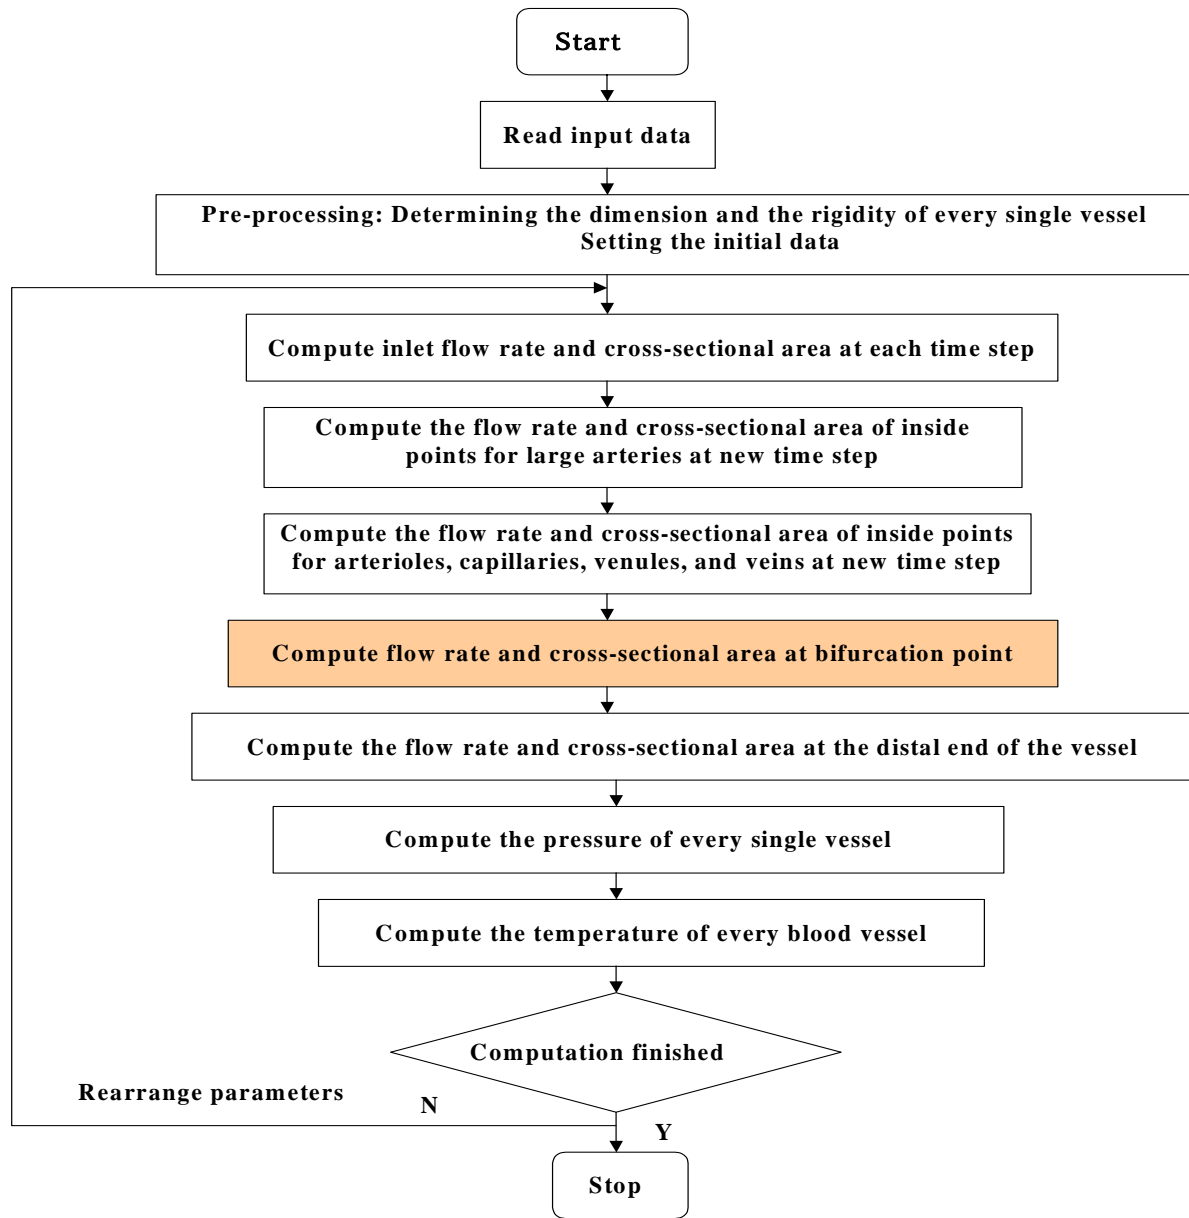 Start
Read input data
Pre-processing: Determining the dimension and the rigidity of every single vessel
Setting the initial data
Compute inlet flow rate and cross-sectional area at each time step
Compute the flow rate and cross-sectional area of inside
points for large arteries at new time step
Compute the flow rate and cross-sectional area of inside points
for arterioles, capillaries, venules, and veins at new time step
Compute flow rate and cross-sectional area at bifurcation point
Compute the flow rate and cross-sectional area at the distal end of the vessel
Compute the pressure of every single vessel
Compute the temperature of every blood vessel
Computation finished
Rearrange parameters
N
Y
Stop